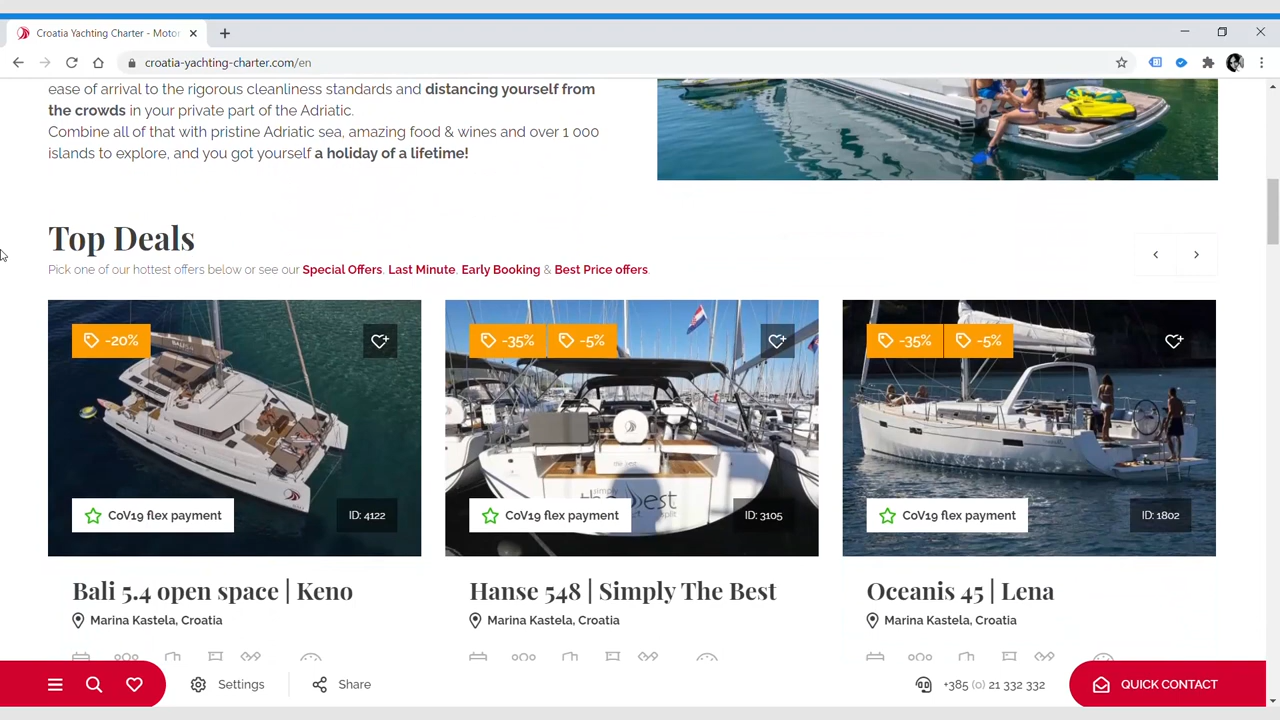 Croatia Yachting Charter - Motor
croatia-yachting-charter.com/en
ease of arrival to the rigorous cleanliness standards and distancing yourself from
the crowds in your private part of the Adriatic.
Combine all of that with pristine Adriatic sea, amazing food & wines and over 1 000
islands to explore, and you got yourself a holiday of a lifetime!
Top Deals
Pick one of our hottest offers below or see our Special Offers, Last Minute, Early Booking & Best Price offers.
-20%
-35% -5%
-35% -5%
simply
the best
split
CoV19 flex payment ID: 4122
CoV19 flex payment ID: 3105
CoV19 flex payment ID: 1802
Bali 5.4 open space | Keno
Marina Kastela, Croatia
Hanse 548 | Simply The Best
Marina Kastela, Croatia
Oceanis 45 | Lena
Marina Kastela, Croatia
Settings Share +385 (0) 21 332 332 QUICK CONTACT